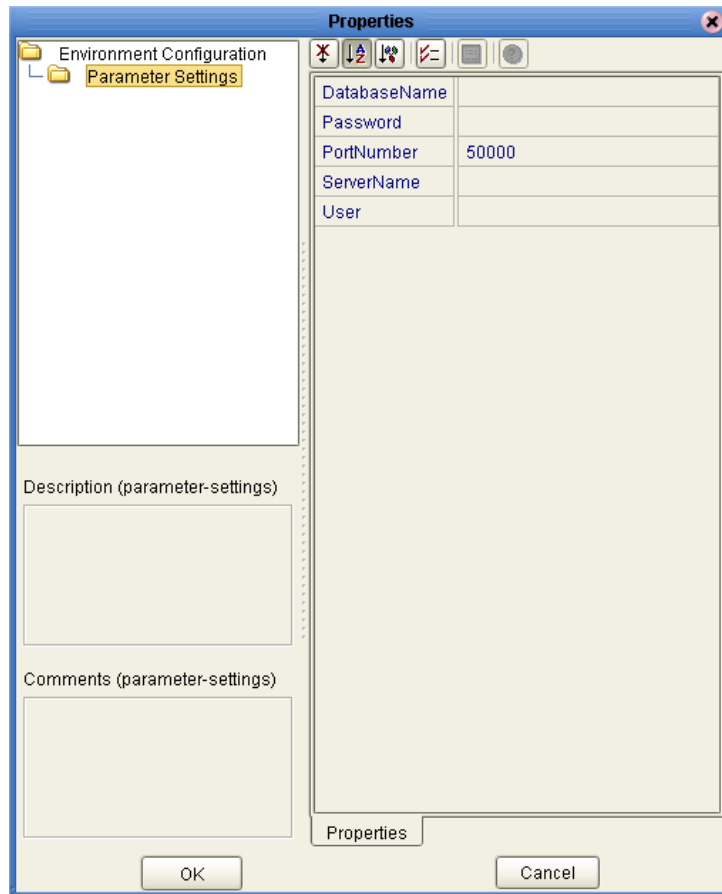 Properties
Environment Configuration
Parameter Settings
DatabaseName
Password
PortNumber 50000
ServerName
User
Description (parameter-settings)
Comments (parameter-settings)
Properties
OK
Cancel